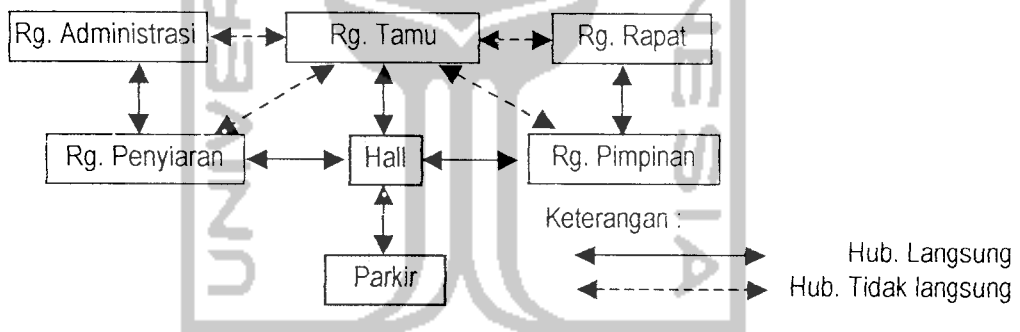 Rg. Administrasi Rg. Tamu Rg. Rapat
Rg. Penyiaran Hall Rg. Pimpinan
Keterangan :
Parkir
Hub. Langsung
Hub. Tidak langsung